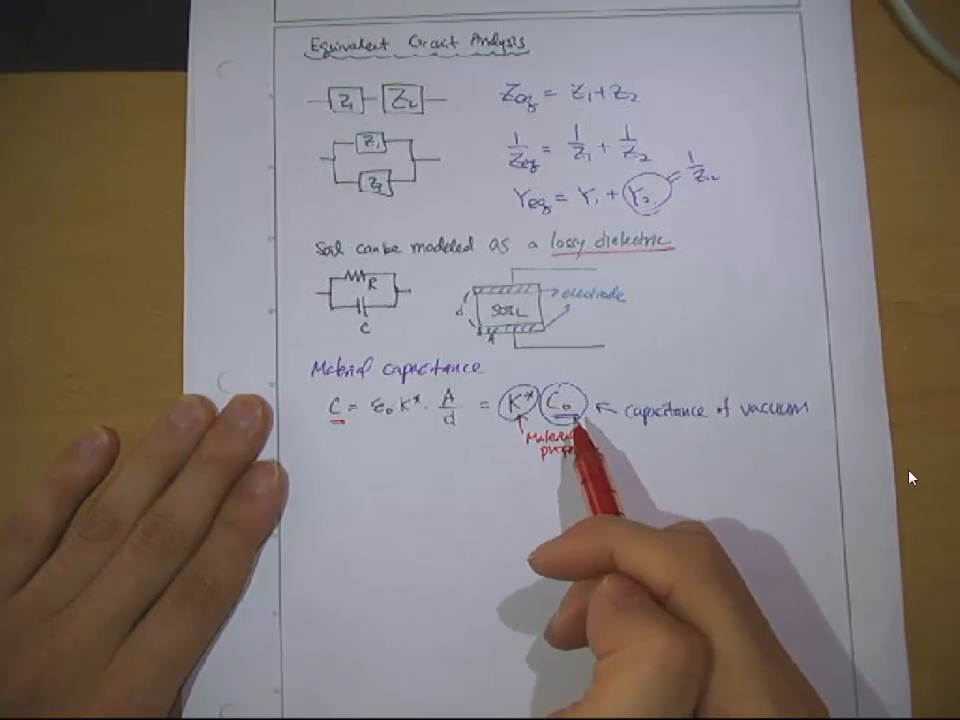 Equivalent Circuit Analysis
Z₁ Z₂
Zeq = Z₁ + Z₂
Z₁
1/Zeq = 1/Z₁ + 1/Z₂
Z₂
Yeq = Y₁ + Y₂ = 1/Z₂
Soil can be modeled as a lossy dielectric
R
C
d
SOIL
electrode
A
Material capacitance
C = ε₀ K* · A/d = K* C₀ ← capacitance of vacuum
Material